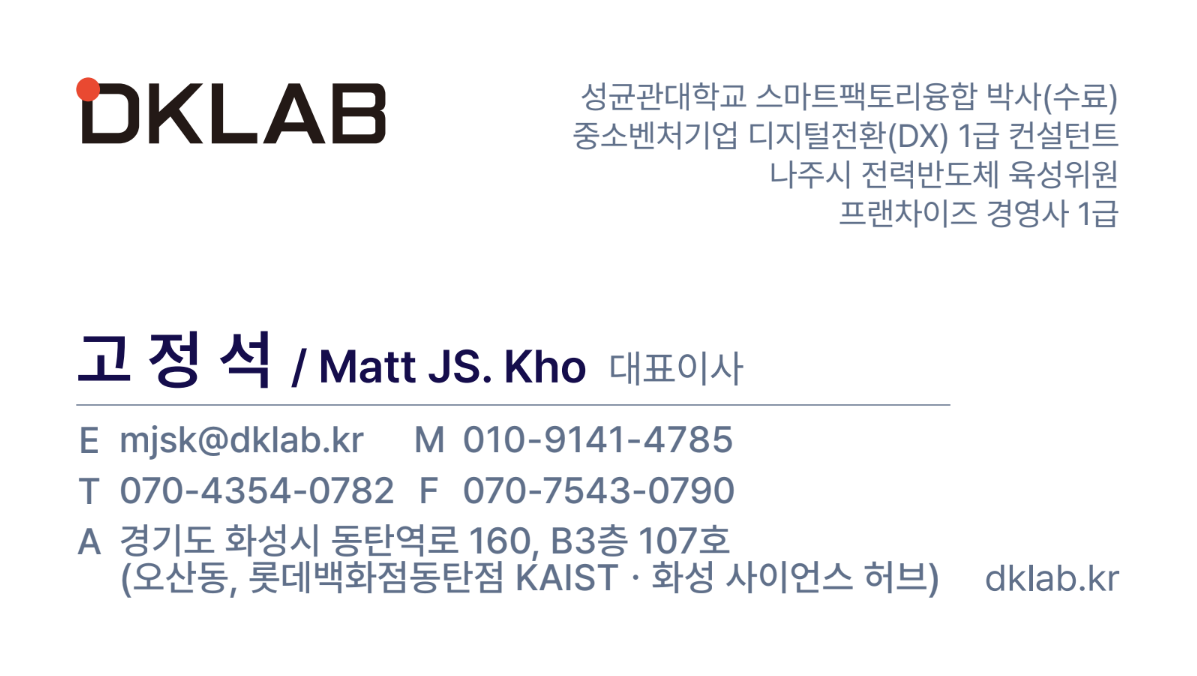 DKLAB
성균관대학교 스마트팩토리융합 박사(수료)
중소벤처기업 디지털전환(DX) 1급 컨설턴트
나주시 전력반도체 육성위원
프랜차이즈 경영사 1급
고 정 석 / Matt JS. Kho 대표이사
E mjsk@dklab.kr M 010-9141-4785
T 070-4354-0782 F 070-7543-0790
A 경기도 화성시 동탄역로 160, B3층 107호
(오산동, 롯데백화점동탄점 KAIST · 화성 사이언스 허브) dklab.kr